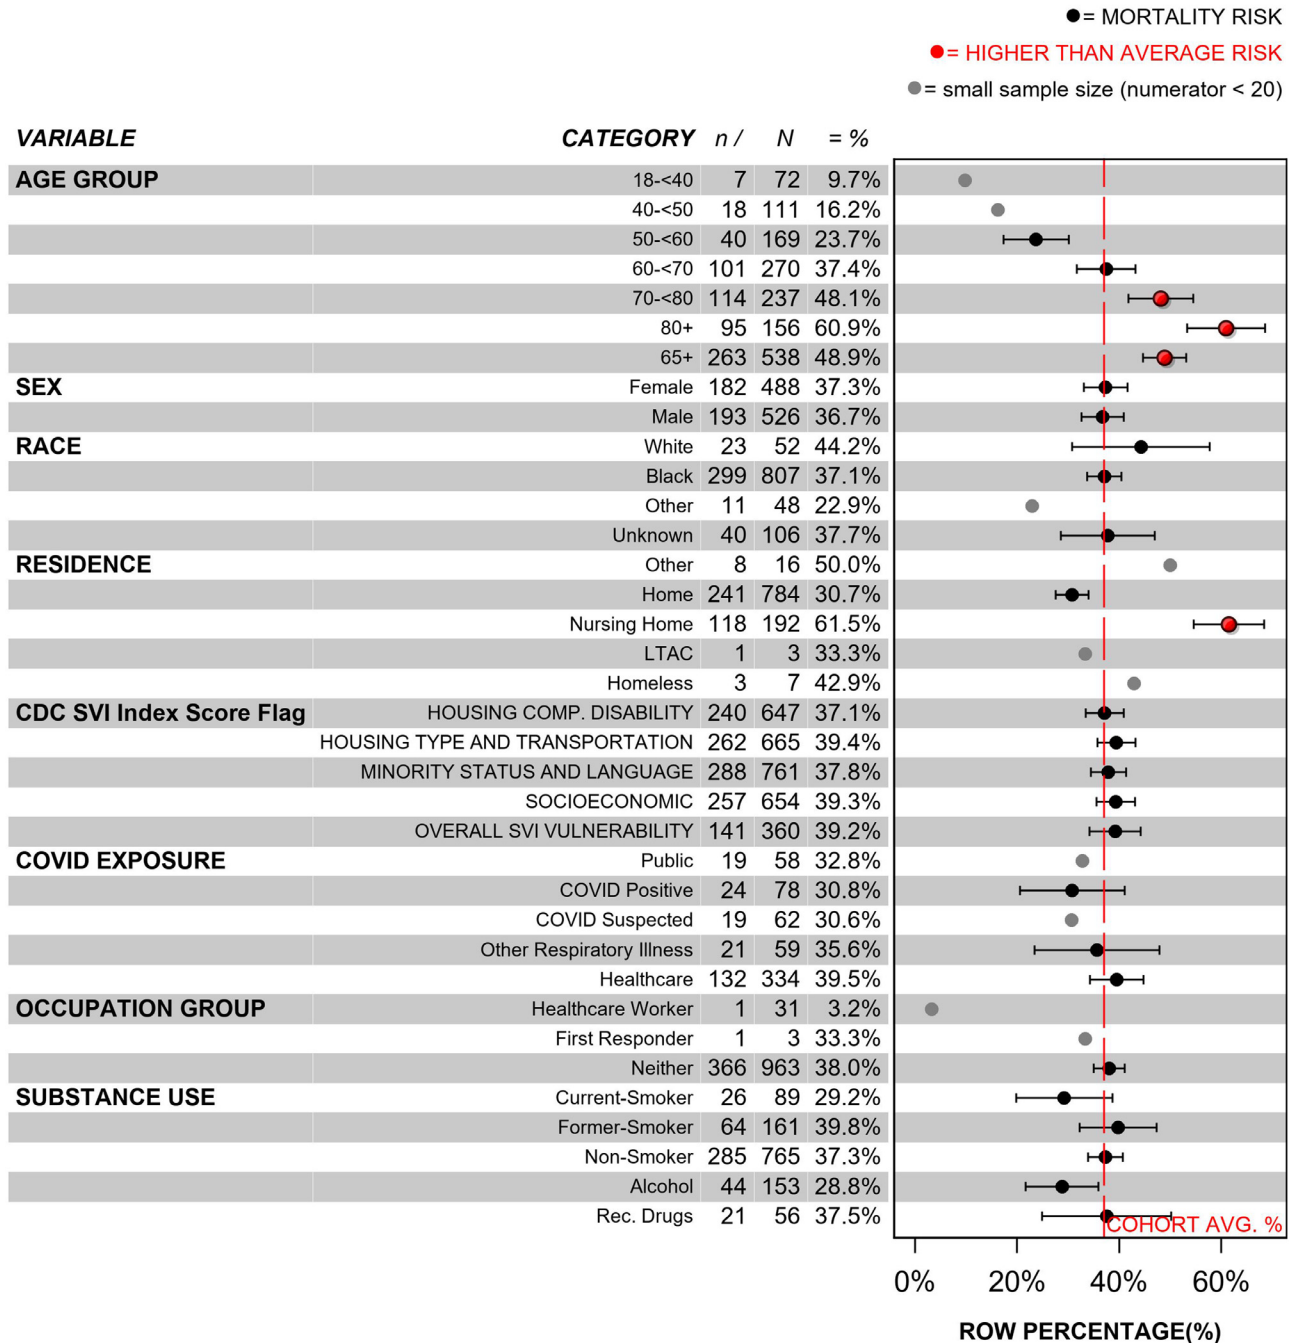 = MORTALITY RISK
= HIGHER THAN AVERAGE RISK
= small sample size (numerator < 20)
VARIABLE CATEGORY n / N = %
AGE GROUP 18-<40 7 72 9.7%
40-<50 18 111 16.2%
50-<60 40 169 23.7%
60-<70 101 270 37.4%
70-<80 114 237 48.1%
80+ 95 156 60.9%
65+ 263 538 48.9%
SEX Female 182 488 37.3%
Male 193 526 36.7%
RACE White 23 52 44.2%
Black 299 807 37.1%
Other 11 48 22.9%
Unknown 40 106 37.7%
RESIDENCE Other 8 16 50.0%
Home 241 784 30.7%
Nursing Home 118 192 61.5%
LTAC 1 3 33.3%
Homeless 3 7 42.9%
CDC SVI Index Score Flag HOUSING COMP. DISABILITY 240 647 37.1%
HOUSING TYPE AND TRANSPORTATION 262 665 39.4%
MINORITY STATUS AND LANGUAGE 288 761 37.8%
SOCIOECONOMIC 257 654 39.3%
OVERALL SVI VULNERABILITY 141 360 39.2%
COVID EXPOSURE Public 19 58 32.8%
COVID Positive 24 78 30.8%
COVID Suspected 19 62 30.6%
Other Respiratory Illness 21 59 35.6%
Healthcare 132 334 39.5%
OCCUPATION GROUP Healthcare Worker 1 31 3.2%
First Responder 1 3 33.3%
Neither 366 963 38.0%
SUBSTANCE USE Current-Smoker 26 89 29.2%
Former-Smoker 64 161 39.8%
Non-Smoker 285 765 37.3%
Alcohol 44 153 28.8%
Rec. Drugs 21 56 37.5%
COHORT AVG. %
0% 20% 40% 60%
ROW PERCENTAGE(%)